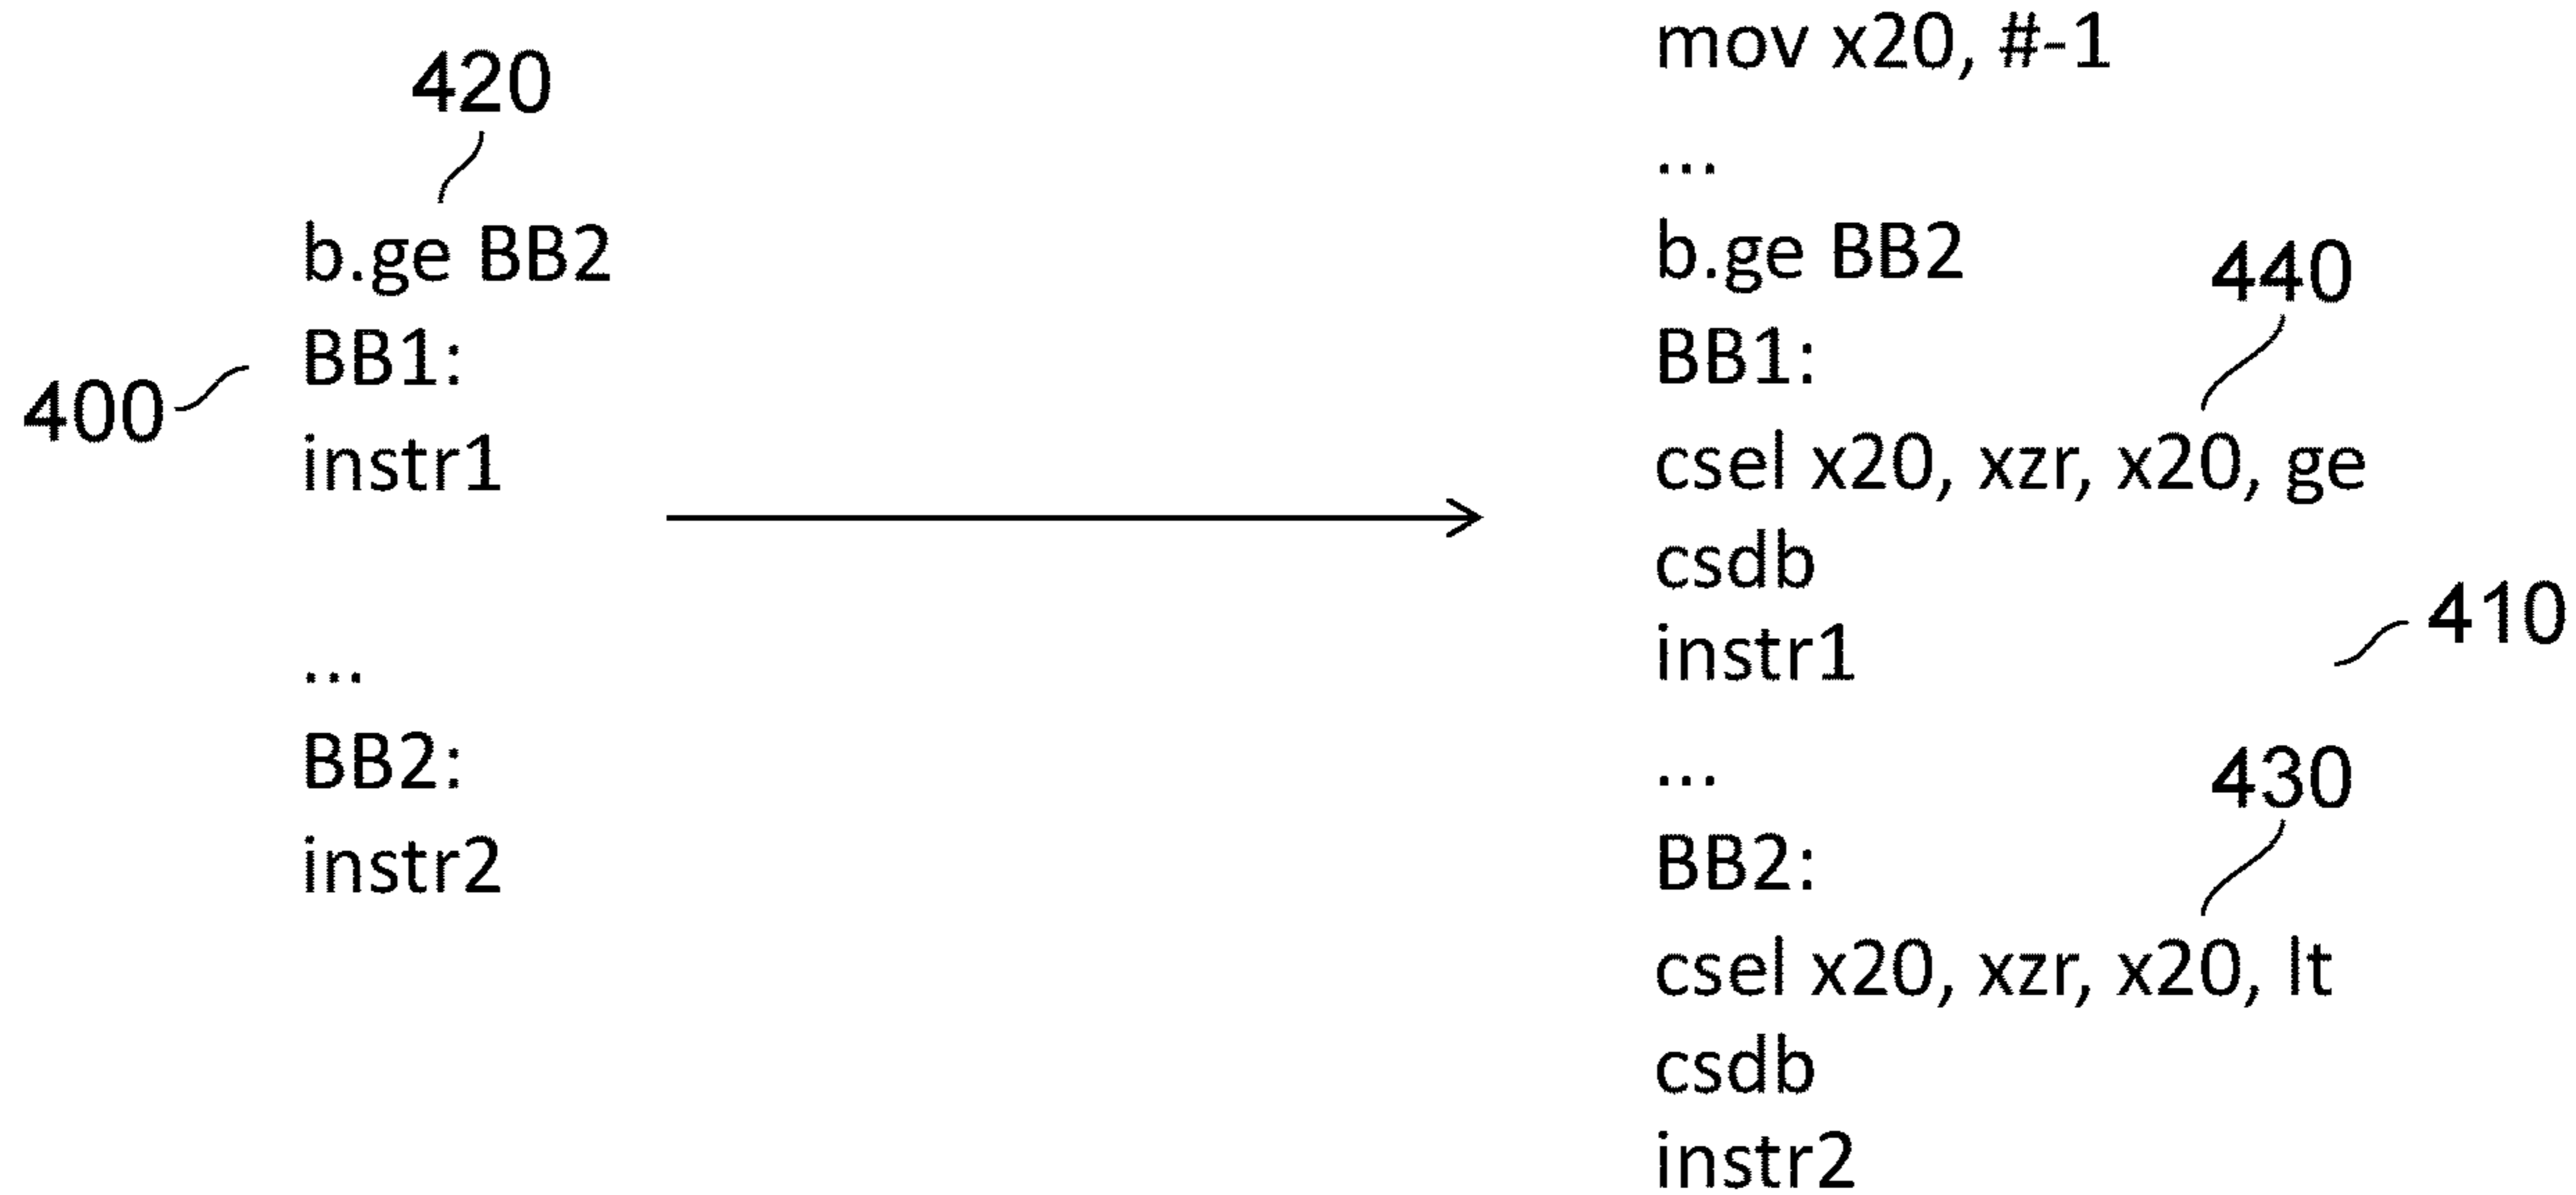 420
b.ge BB2
400
BB1:
instr1
...
BB2:
instr2
mov x20, #-1
...
b.ge BB2
440
BB1:
csel x20, xzr, x20, ge
csdb
410
instr1
...
430
BB2:
csel x20, xzr, x20, lt
csdb
instr2